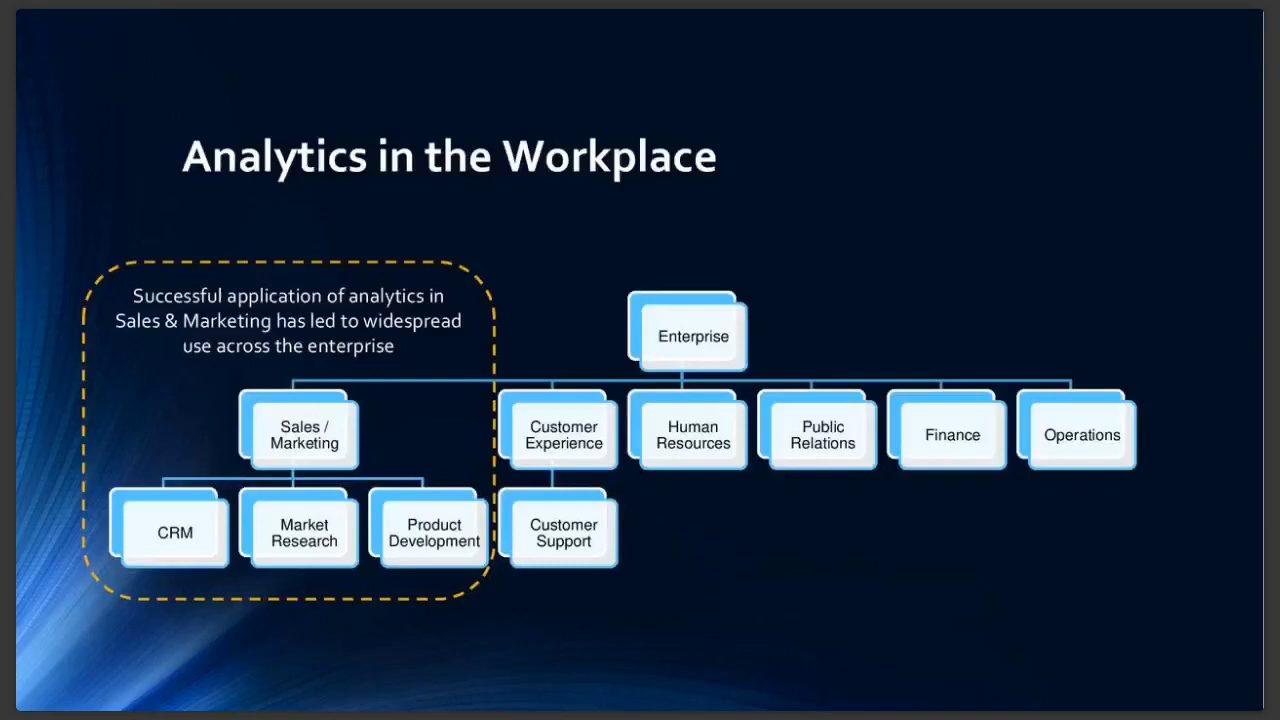 Analytics in the Workplace
Successful application of analytics in
Sales & Marketing has led to widespread
use across the enterprise
Enterprise
Sales /
Marketing
Customer
Experience
Human
Resources
Public
Relations
Finance
Operations
CRM
Market
Research
Product
Development
Customer
Support